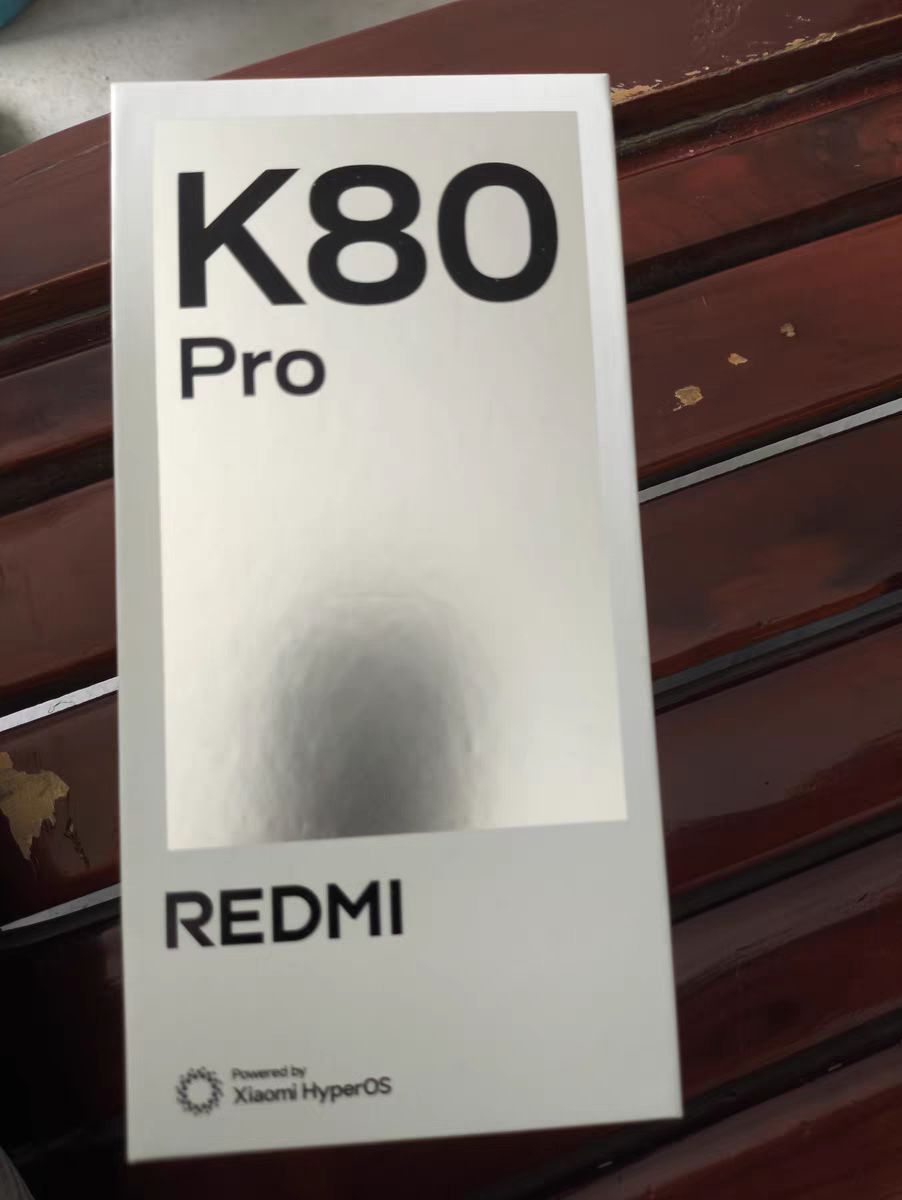 K80
Pro
REDMI
Powered by
Xiaomi HyperOS